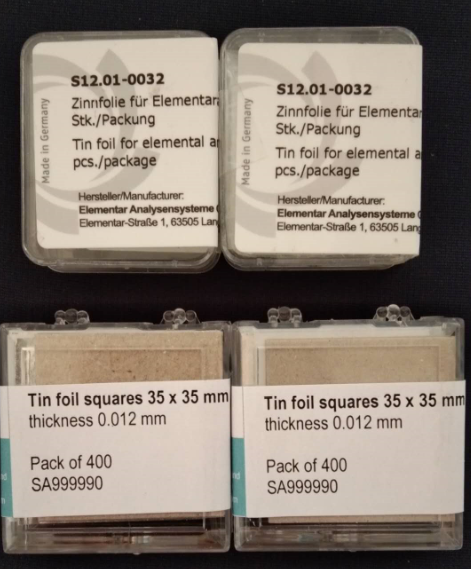 S12.01-0032
Zinnfolie für Elementar
Stk./Packung
Tin foil for elemental a
pcs./package
Hersteller/Manufacturer:
Elementar Analysensysteme
Elementar-Straße 1, 63505 Lang
Made in Germany
S12.01-0032
Zinnfolie für Elementar
Stk./Packung
Tin foil for elemental a
pcs./package
Hersteller/Manufacturer:
Elementar Analysensysteme G
Elementar-Straße 1, 63505 Lang
Made in Germany
Tin foil squares 35 x 35 mm
thickness 0.012 mm
Pack of 400
SA999990
Tin foil squares 35 x 35 mm
thickness 0.012 mm
Pack of 400
SA999990